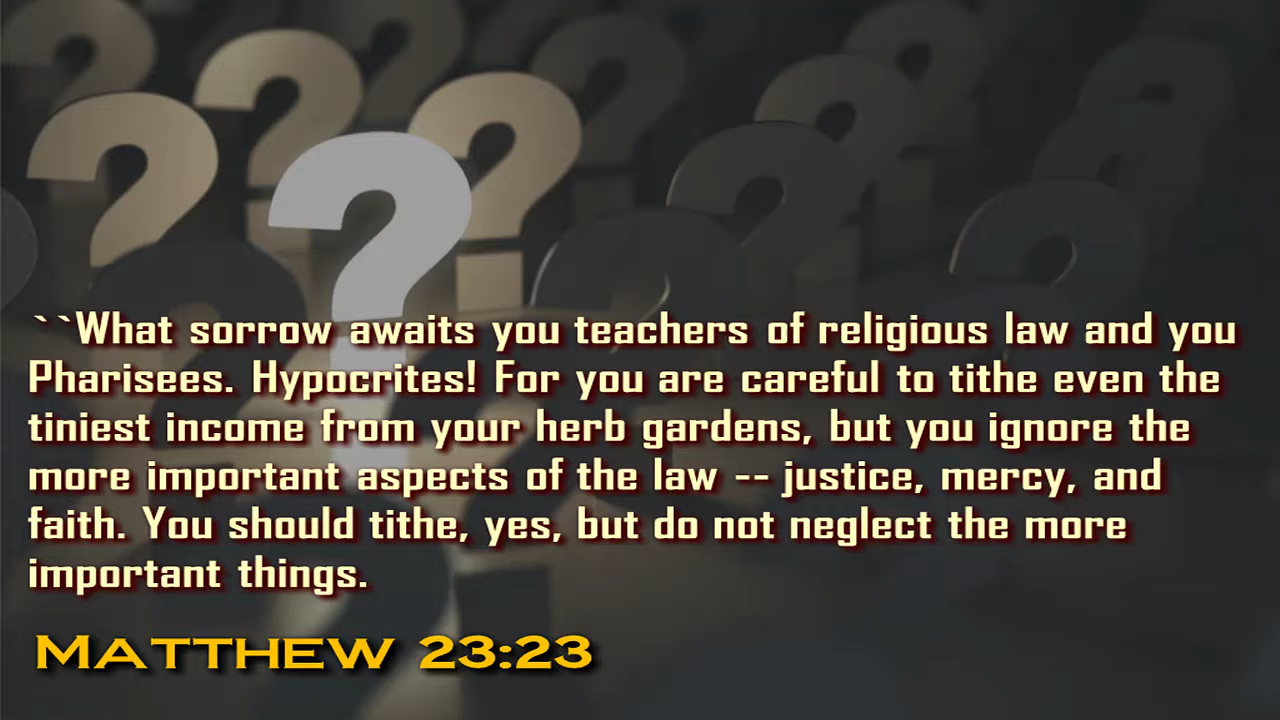 ``What sorrow awaits you teachers of religious law and you
Pharisees. Hypocrites! For you are careful to tithe even the
tiniest income from your herb gardens, but you ignore the
more important aspects of the law -- justice, mercy, and
faith. You should tithe, yes, but do not neglect the more
important things.
MATTHEW 23:23